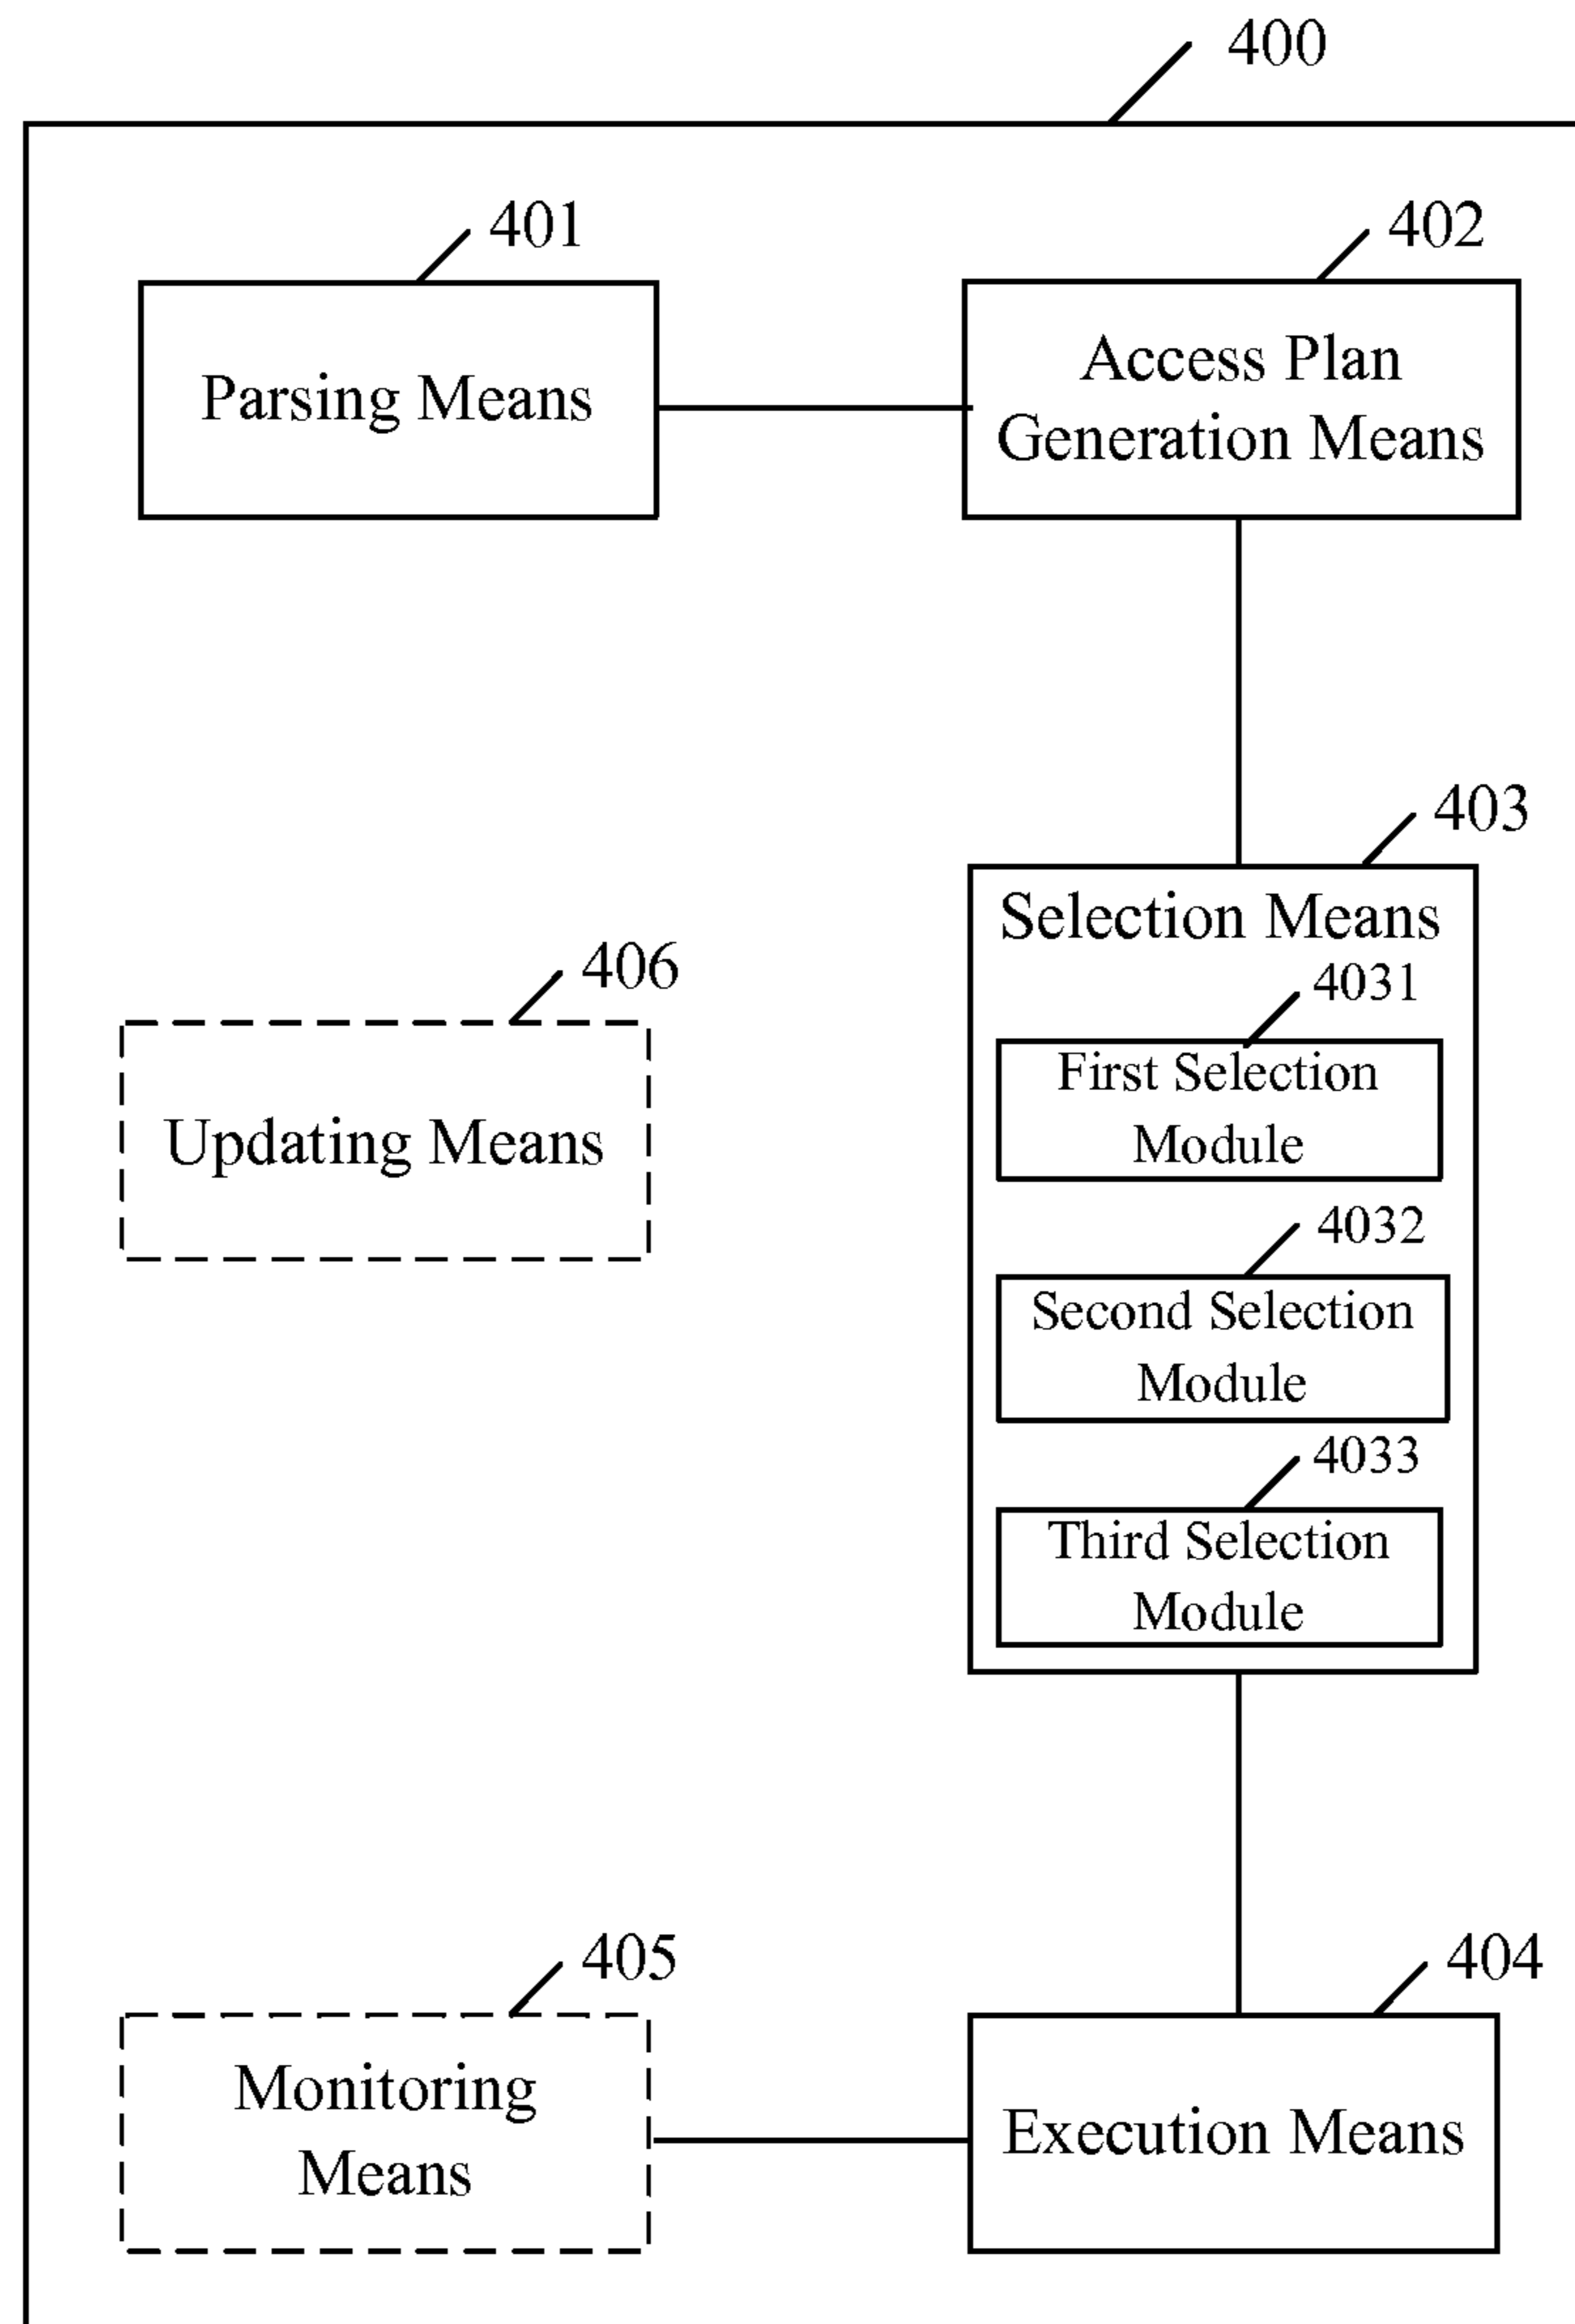 400
401
402
Parsing Means
Access Plan
Generation Means
403
Selection Means
406
4031
First Selection
Module
Updating Means
4032
Second Selection
Module
4033
Third Selection
Module
405
404
Monitoring
Means
Execution Means